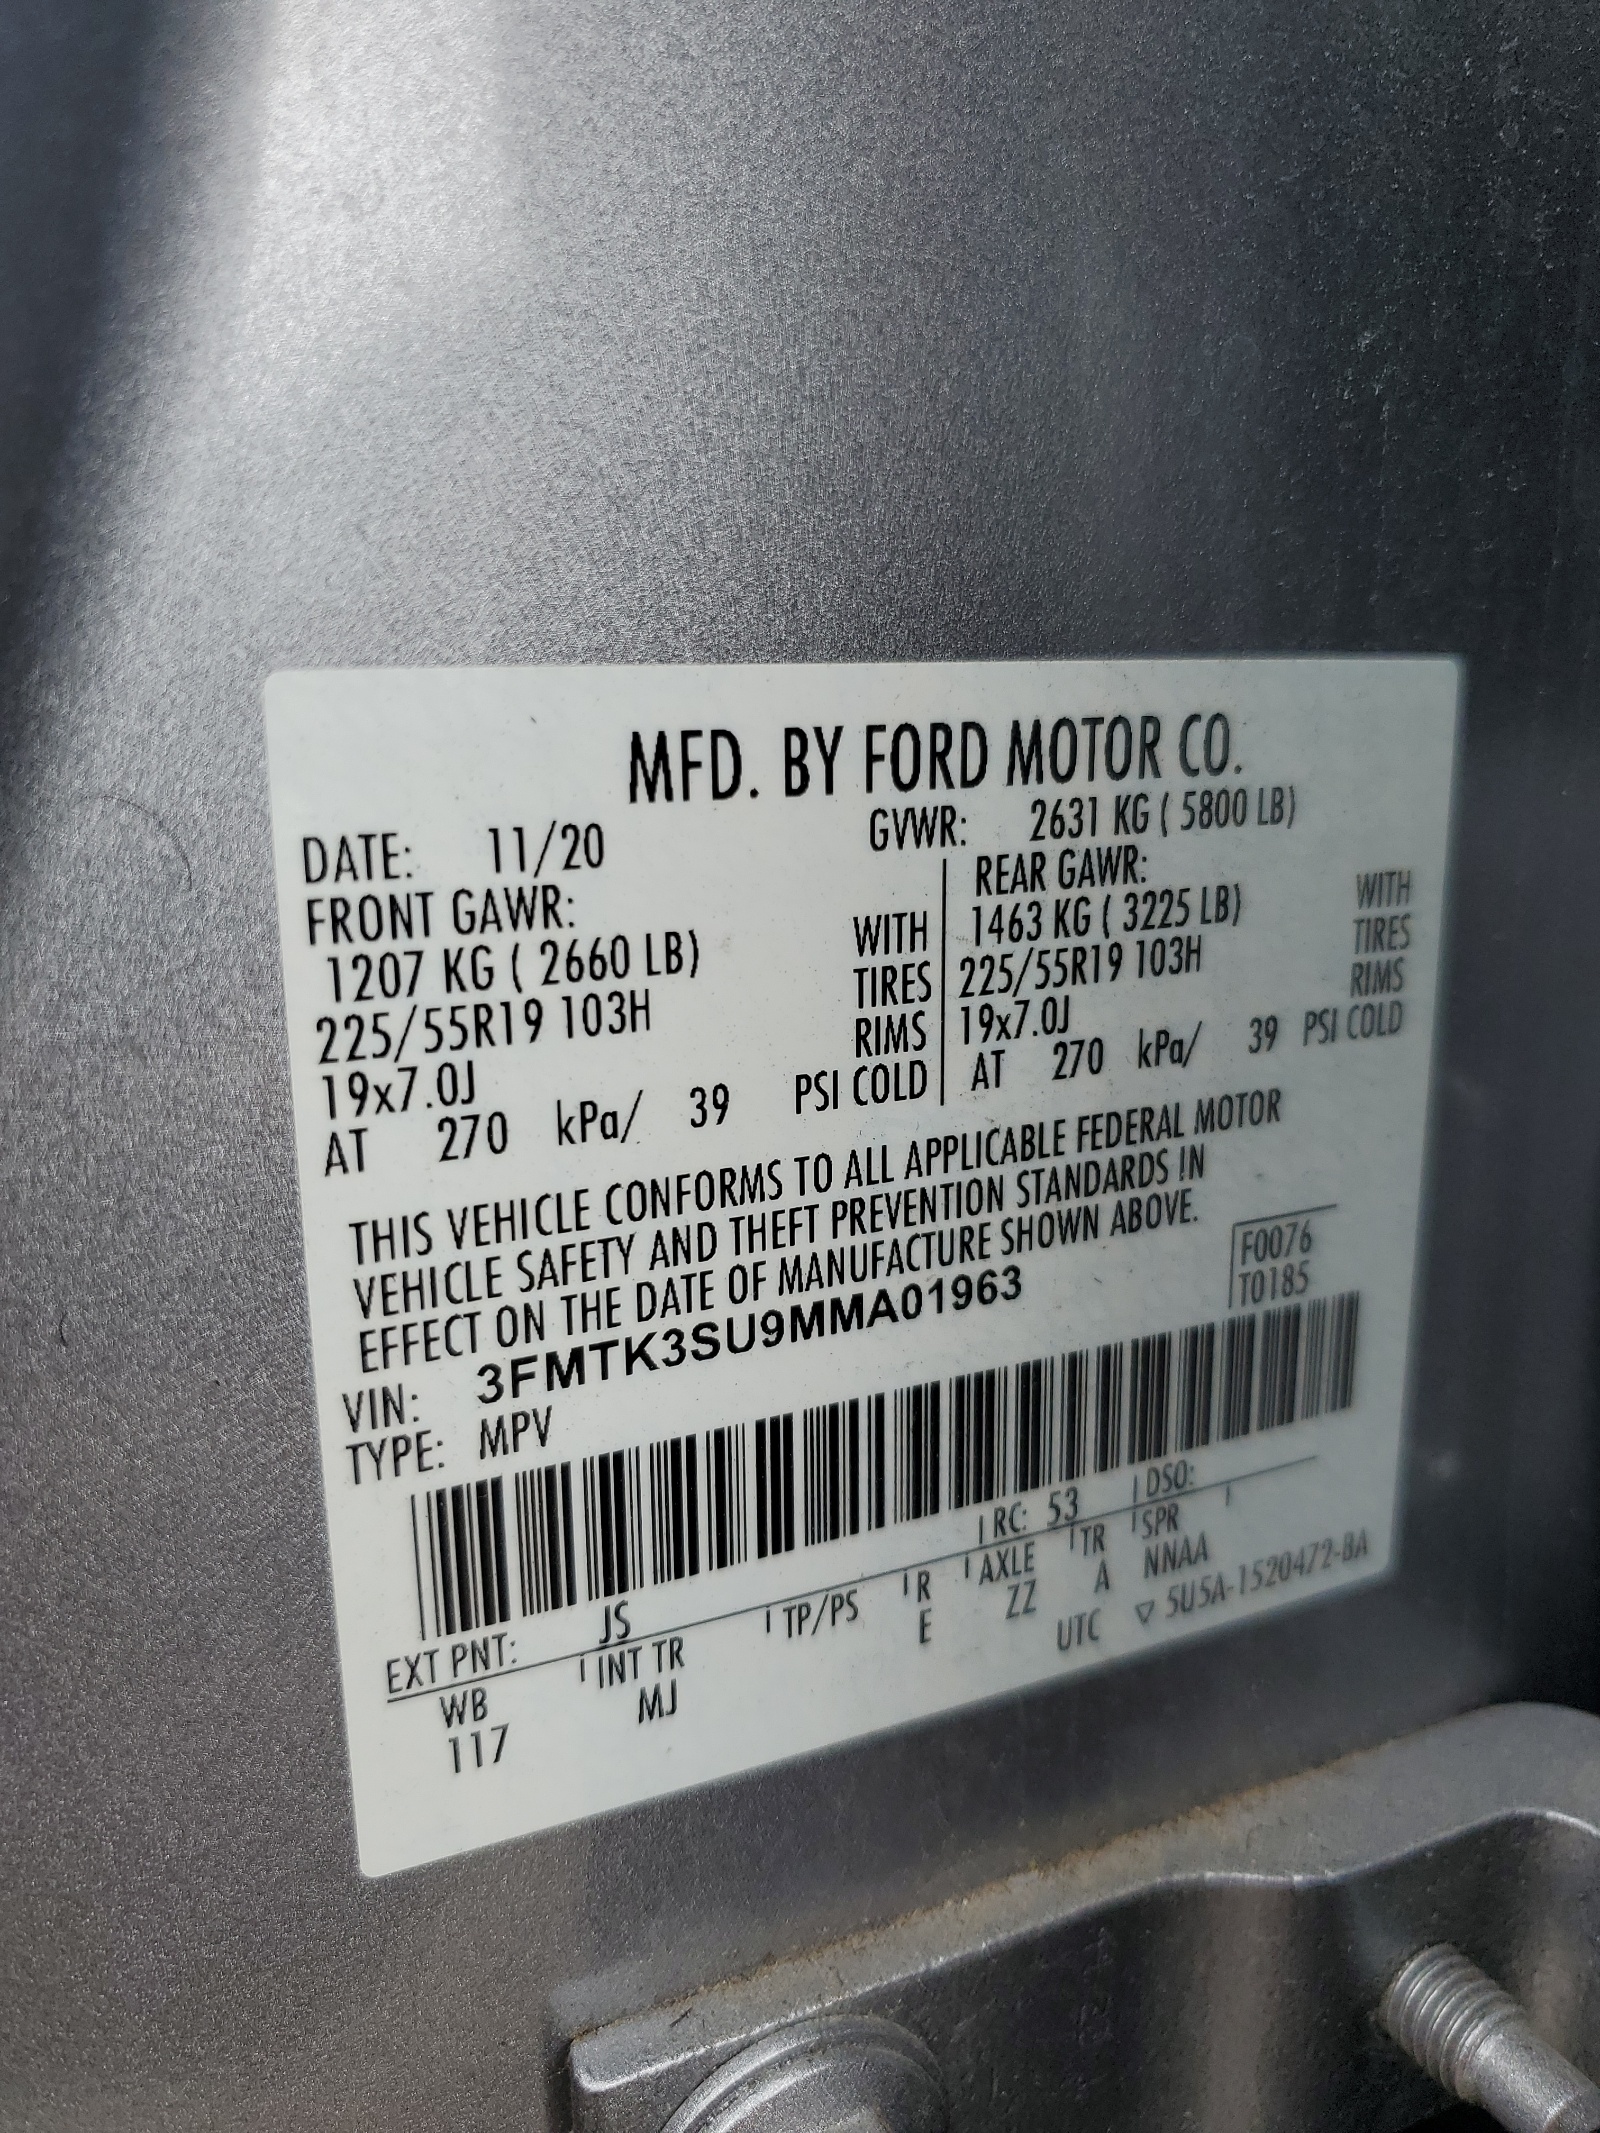 MFD. BY FORD MOTOR CO.
DATE: 11/20 GVWR: 2631 KG ( 5800 LB)
FRONT GAWR: REAR GAWR:
1207 KG ( 2660 LB) WITH 1463 KG ( 3225 LB) WITH
225/55R19 103H TIRES 225/55R19 103H TIRES
19x7.0J RIMS 19x7.0J RIMS
AT 270 kPa/ 39 PSI COLD AT 270 kPa/ 39 PSI COLD
THIS VEHICLE CONFORMS TO ALL APPLICABLE FEDERAL MOTOR
VEHICLE SAFETY AND THEFT PREVENTION STANDARDS IN
EFFECT ON THE DATE OF MANUFACTURE SHOWN ABOVE.
VIN: 3FMTK3SU9MMA01963 F0076
TYPE: MPV T0185
EXT PNT: JS RC: 53 DSO:
WB INT TR TP/PS R AXLE TR SPR
117 MJ E ZZ A NNAA
UTC ▽ 5U5A-1520472-BA